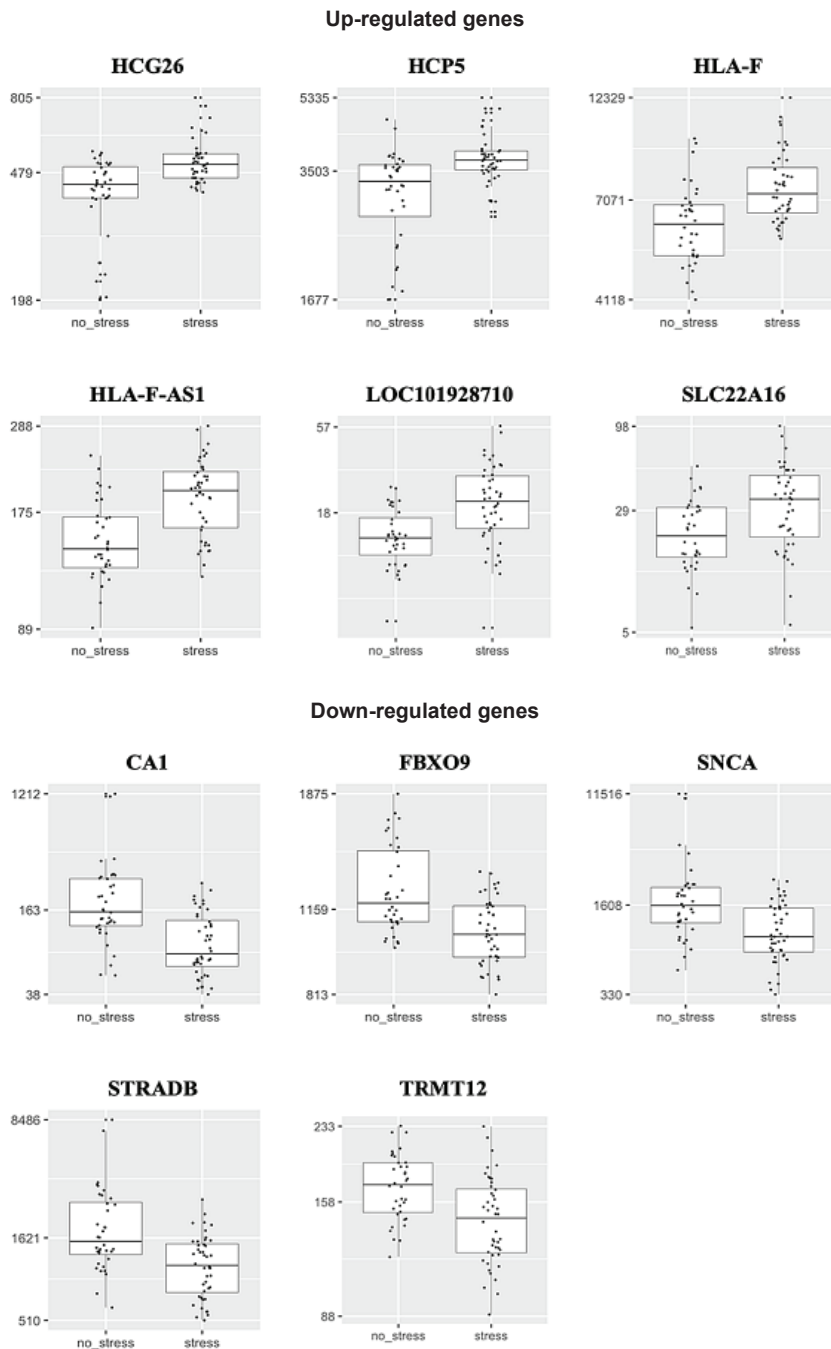 Up-regulated genes
HCG26 HCP5 HLA-F
805 5335 12329
479 3503 7071
198 1677 4118
no_stress stress no_stress stress no_stress stress
HLA-F-AS1 LOC101928710 SLC22A16
288 57 98
175 18 29
89 5
no_stress stress no_stress stress no_stress stress
Down-regulated genes
CA1 FBXO9 SNCA
1212 1875 11516
163 1159 1608
38 813 330
no_stress stress no_stress stress no_stress stress
STRADB TRMT12
8486 233
1621 158
510 88
no_stress stress no_stress stress